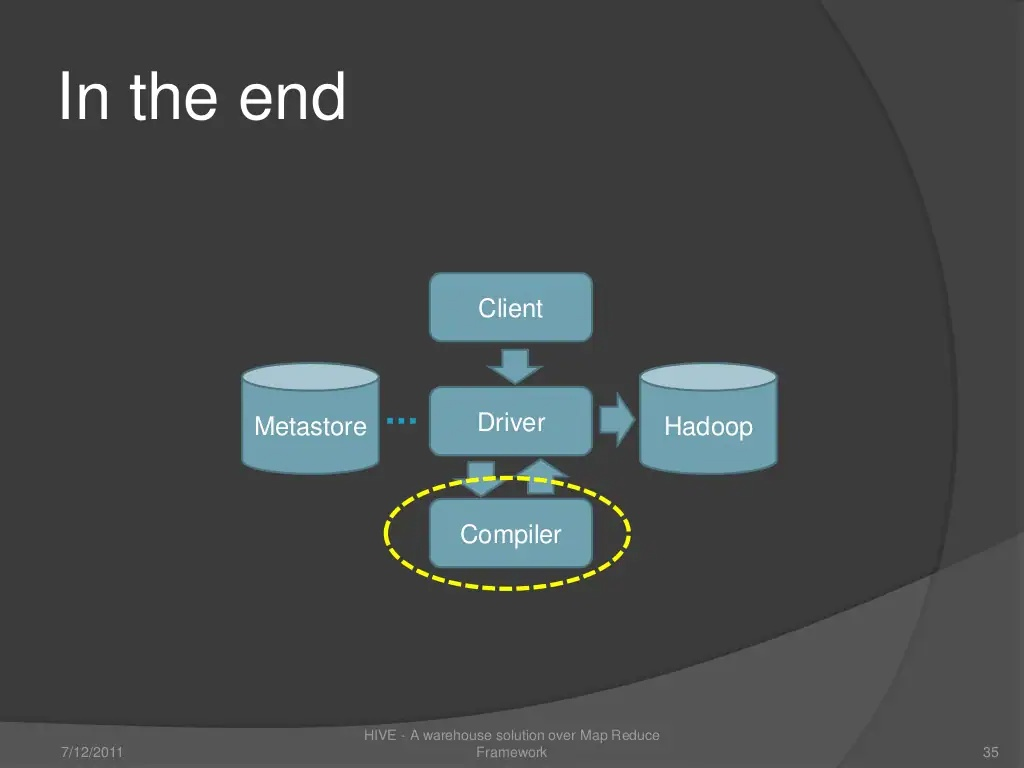 In the end
Client
Metastore
Driver
Hadoop
Compiler
7/12/2011
HIVE - A warehouse solution over Map Reduce
Framework
35